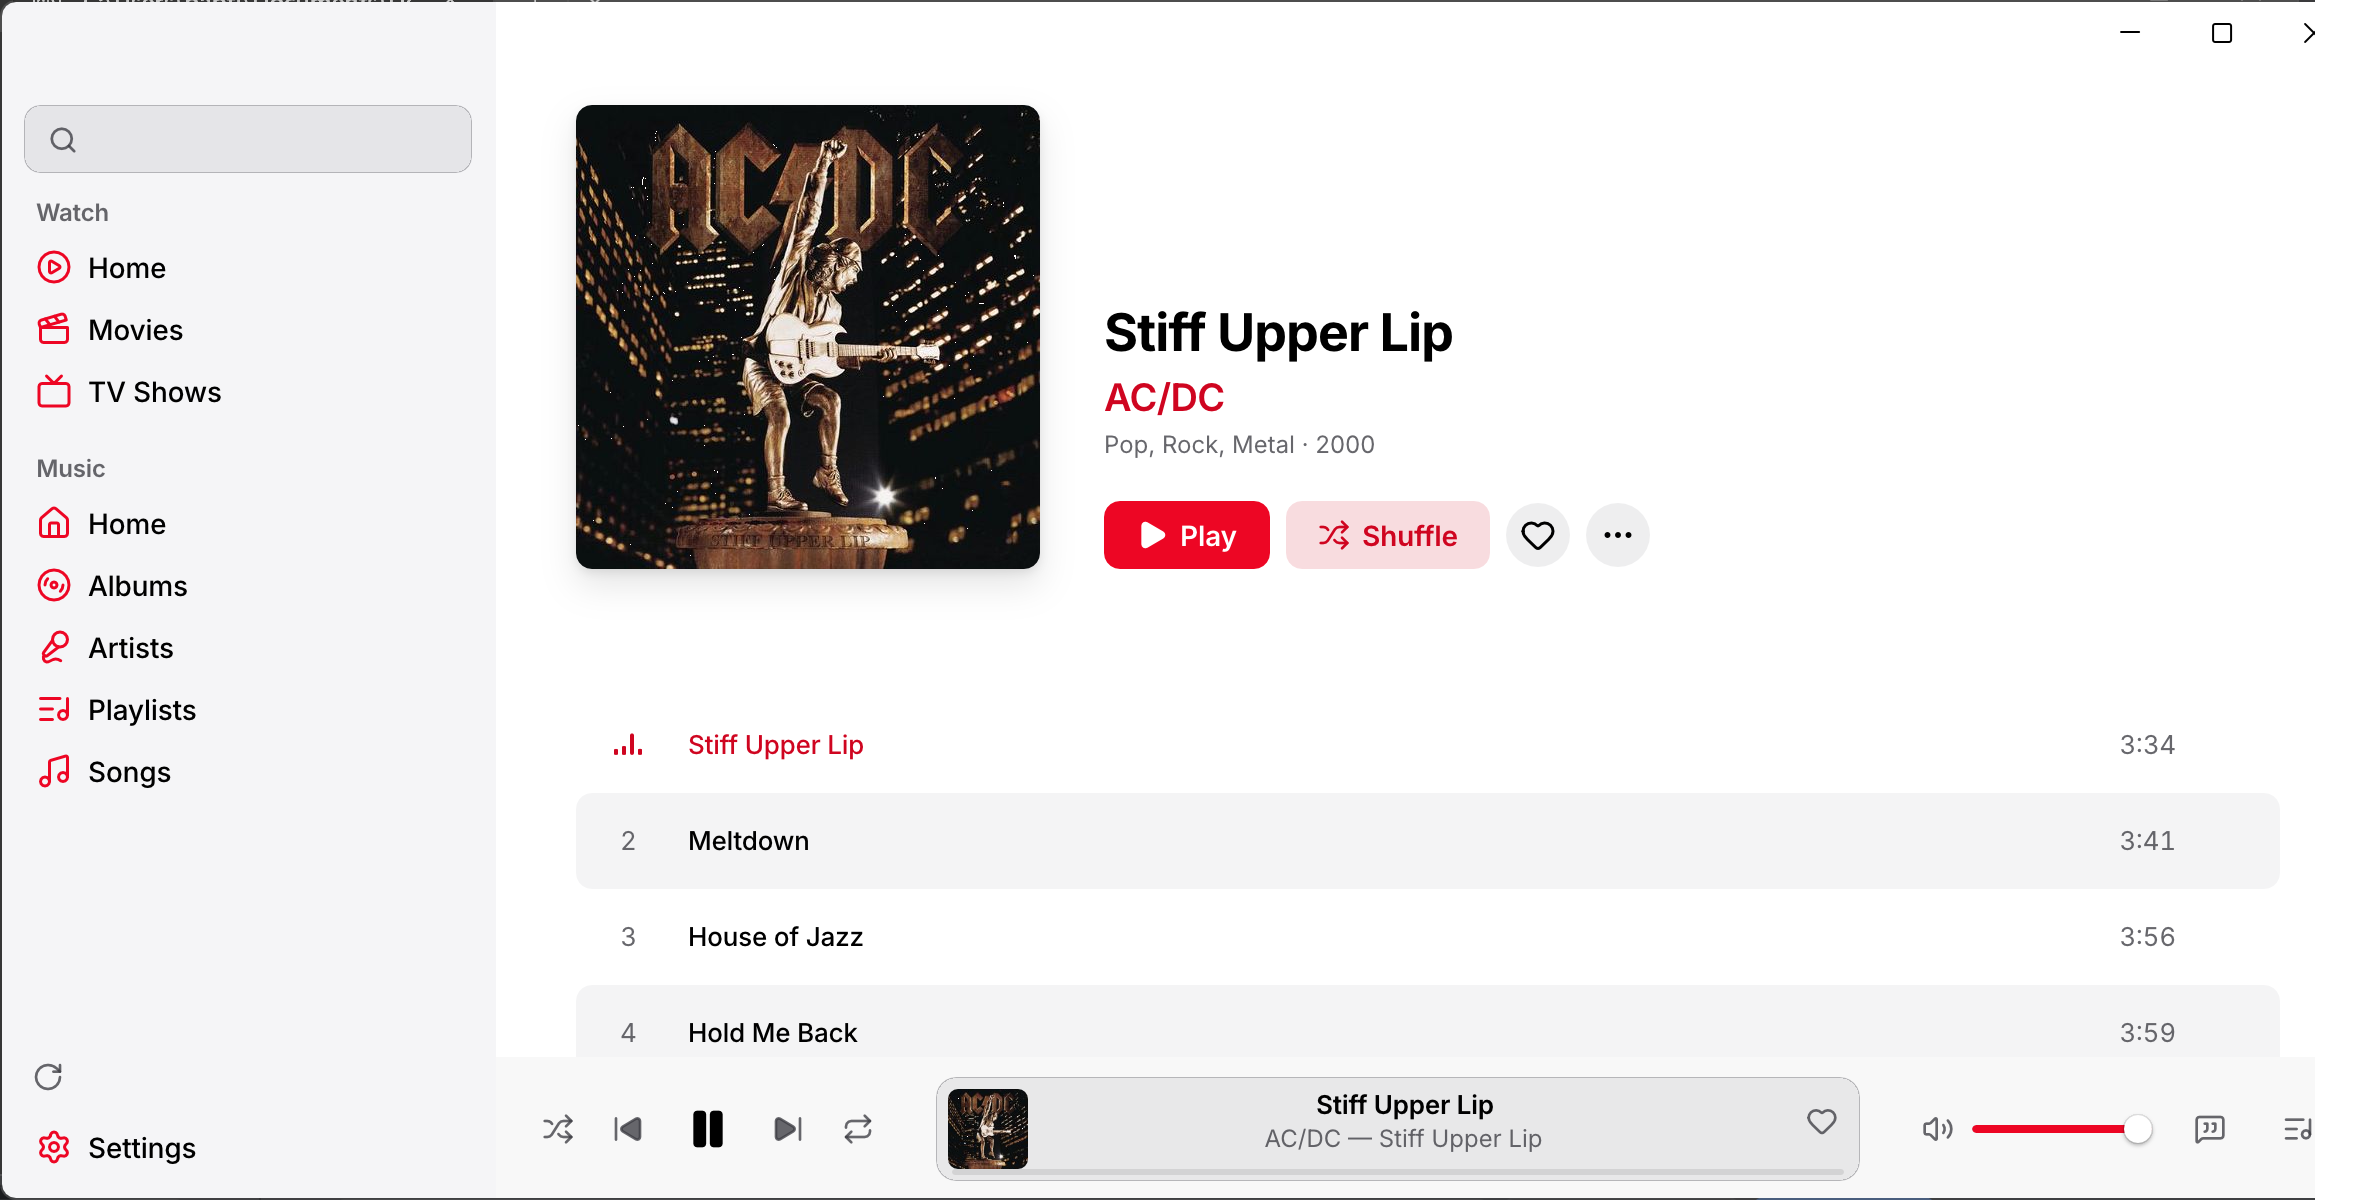 Watch
Home
Movies
TV Shows
Music
Home
Albums
Artists
Playlists
Songs
Settings
AC/DC
STIFF UPPER LIP
Stiff Upper Lip
AC/DC
Pop, Rock, Metal · 2000
Play
Shuffle
Stiff Upper Lip 3:34
2 Meltdown 3:41
3 House of Jazz 3:56
4 Hold Me Back 3:59
AC/DC
Stiff Upper Lip
AC/DC — Stiff Upper Lip